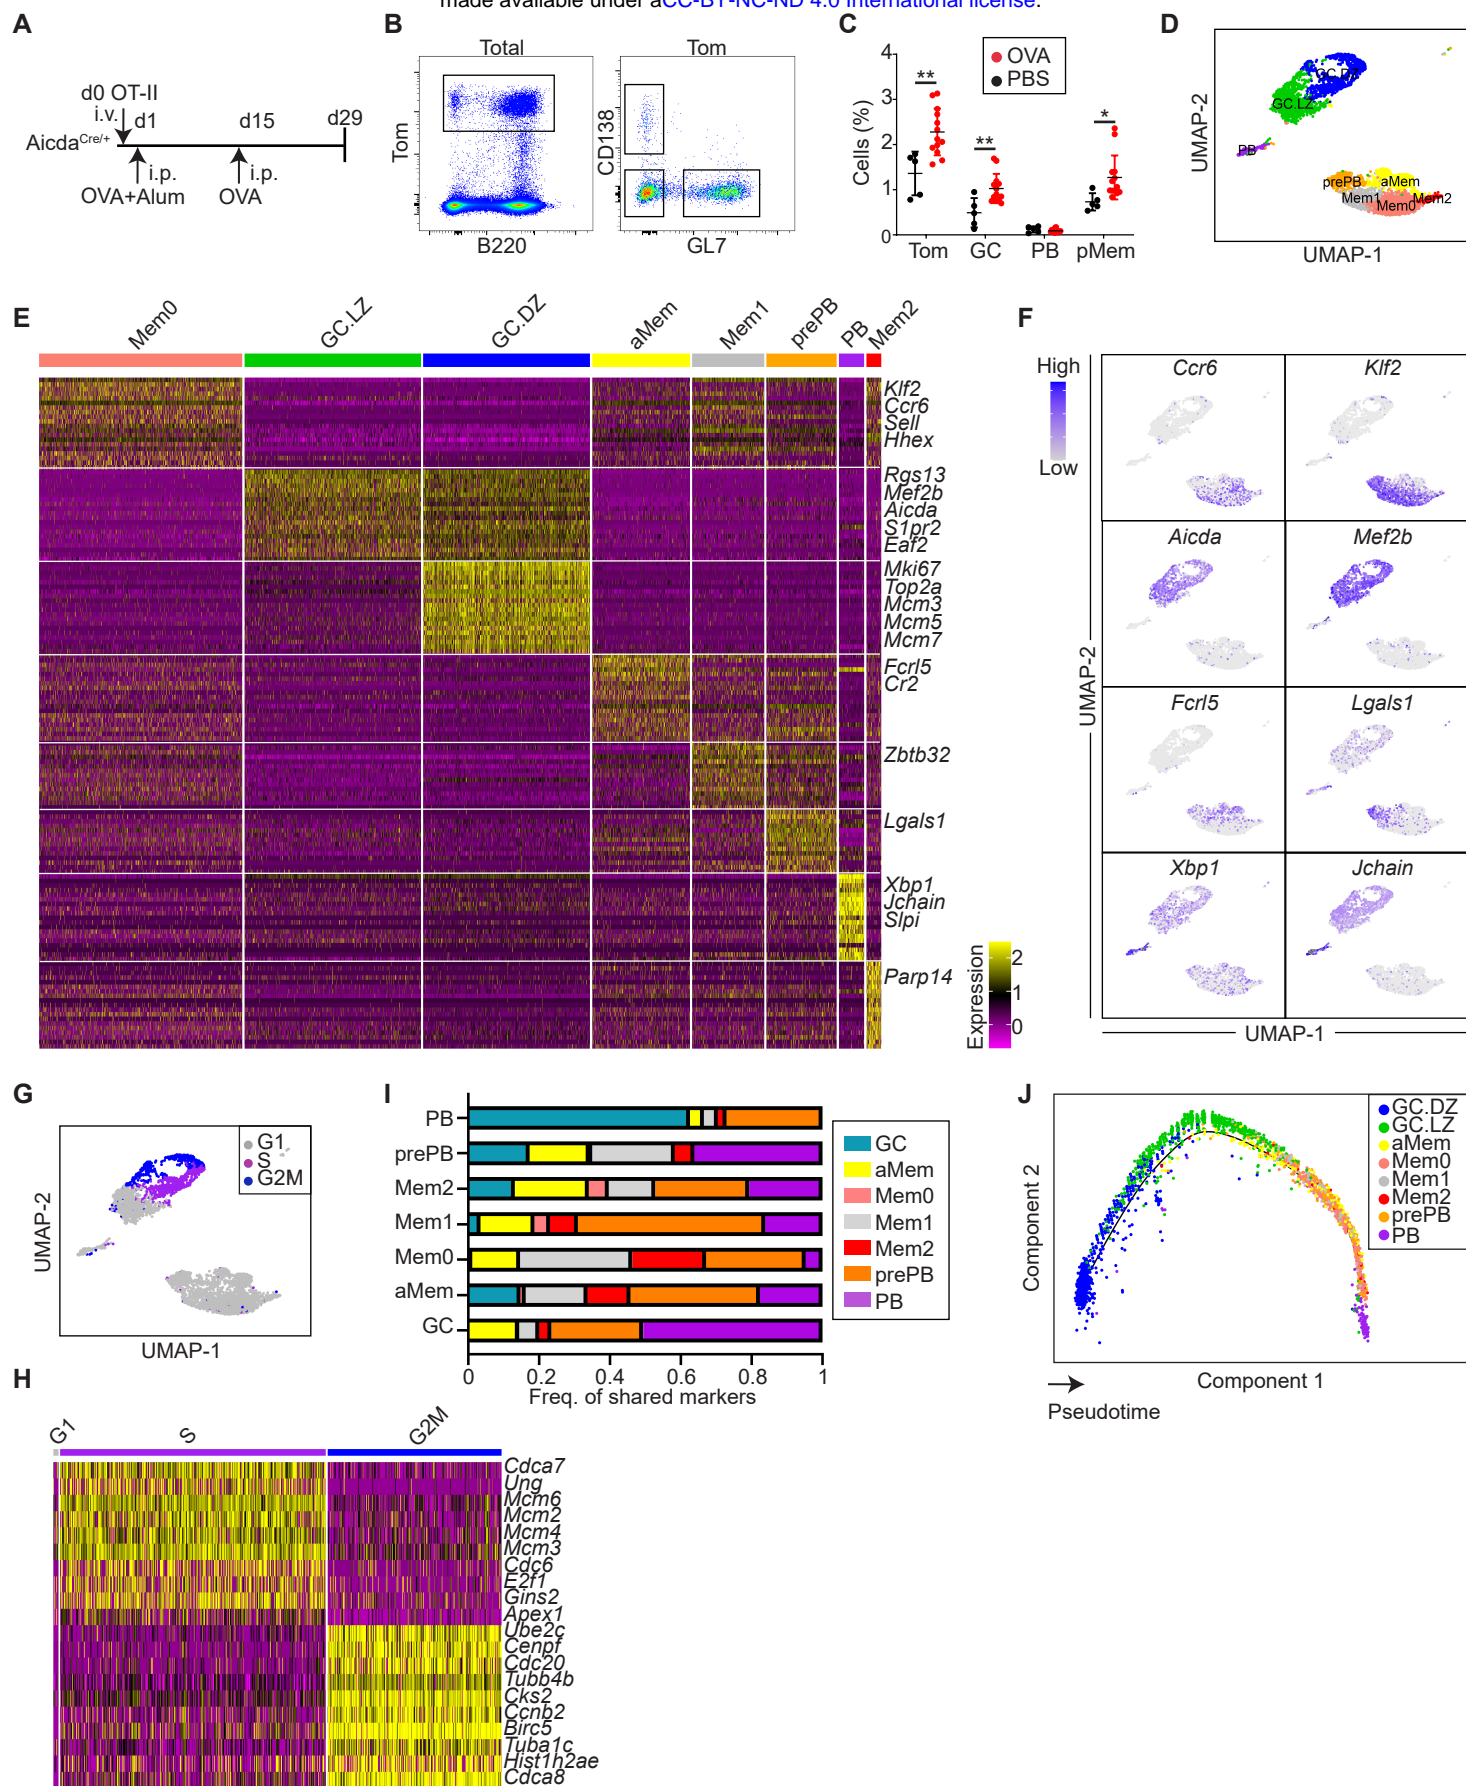 made available under aCC-BY-NC-ND 4.0 International license.
A
d0 OT-II
i.v.
d1
d15
d29
Aicda^Cre/+
i.p.
i.p.
OVA+Alum
OVA
B
Total
Tom
Tom
CD138
B220
GL7
C
OVA
PBS
Cells (%)
4
3
2
1
0
**
**
*
Tom
GC
PB
pMem
D
UMAP-2
GC.DZ
GC.LZ
PB
prePB
aMem
Mem1
Mem0
Mem2
UMAP-1
E
Mem0
GC.LZ
GC.DZ
aMem
Mem1
prePB
PB
Mem2
Klf2
Ccr6
Sell
Hhex
Rgs13
Mef2b
Aicda
S1pr2
Eaf2
Mki67
Top2a
Mcm3
Mcm5
Mcm7
Fcrl5
Cr2
Zbtb32
Lgals1
Xbp1
Jchain
Slpi
Parp14
Expression
2
1
0
F
High
Low
Ccr6
Klf2
Aicda
Mef2b
Fcrl5
Lgals1
Xbp1
Jchain
UMAP-2
UMAP-1
G
G1
S
G2M
UMAP-2
UMAP-1
I
PB
prePB
Mem2
Mem1
Mem0
aMem
GC
0
0.2
0.4
0.6
0.8
1
Freq. of shared markers
GC
aMem
Mem0
Mem1
Mem2
prePB
PB
J
GC.DZ
GC.LZ
aMem
Mem0
Mem1
Mem2
prePB
PB
Component 2
Component 1
Pseudotime
H
G1
S
G2M
Cdca7
Ung
Mcm6
Mcm2
Mcm4
Mcm3
Cdc6
E2f1
Gins2
Apex1
Ube2c
Cenpf
Cdc20
Tubb4b
Cks2
Ccnb2
Birc5
Tuba1c
Hist1h2ae
Cdca8